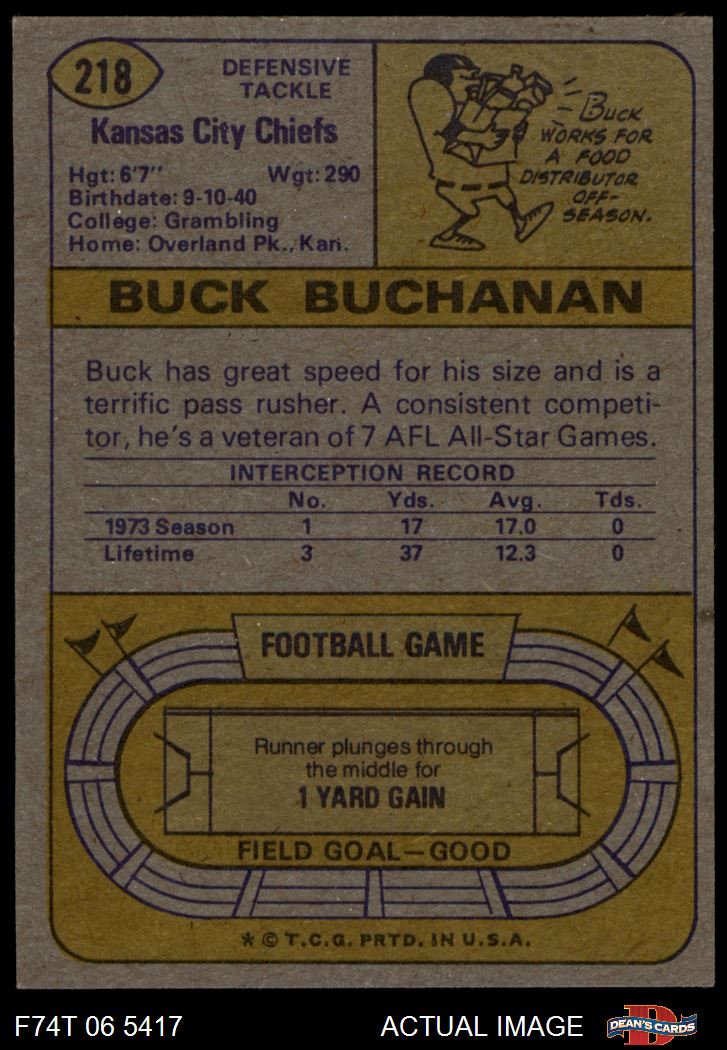 218
DEFENSIVE
TACKLE
Kansas City Chiefs
Hgt: 6'7" Wgt: 290
Birthdate: 9-10-40
College: Grambling
Home: Overland Pk., Kan.
BUCK
WORKS FOR
A FOOD
DISTRIBUTOR
OFF-
SEASON.
BUCK BUCHANAN
Buck has great speed for his size and is a
terrific pass rusher. A consistent competi-
tor, he's a veteran of 7 AFL All-Star Games.
INTERCEPTION RECORD
No. Yds. Avg. Tds.
1973 Season 1 17 17.0 0
Lifetime 3 37 12.3 0
FOOTBALL GAME
Runner plunges through
the middle for
1 YARD GAIN
FIELD GOAL—GOOD
* © T.C.G. PRTD. IN U.S.A.
F74T 06 5417 ACTUAL IMAGE
D
DEAN'S CARDS